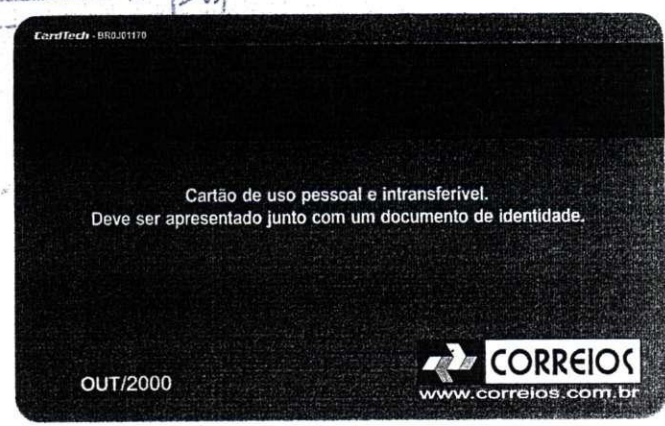 CardTech - BR0J01170
Cartão de uso pessoal e intransferível.
Deve ser apresentado junto com um documento de identidade.
OUT/2000
CORREIOS
www.correios.com.br